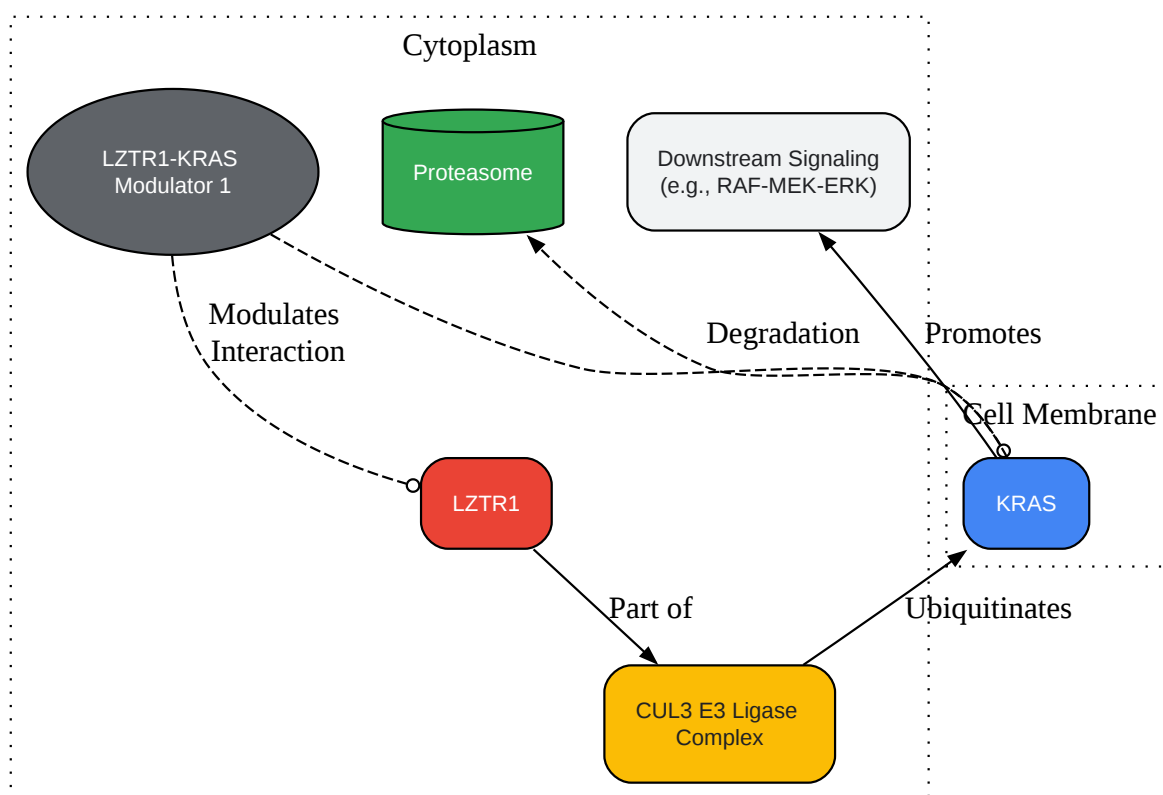 Cytoplasm
LZTR1-KRAS
Modulator 1
Proteasome
Downstream Signaling
(e.g., RAF-MEK-ERK)
Modulates
Interaction
Degradation
Promotes
Cell Membrane
LZTR1
KRAS
Part of
Ubiquitinates
CUL3 E3 Ligase
Complex